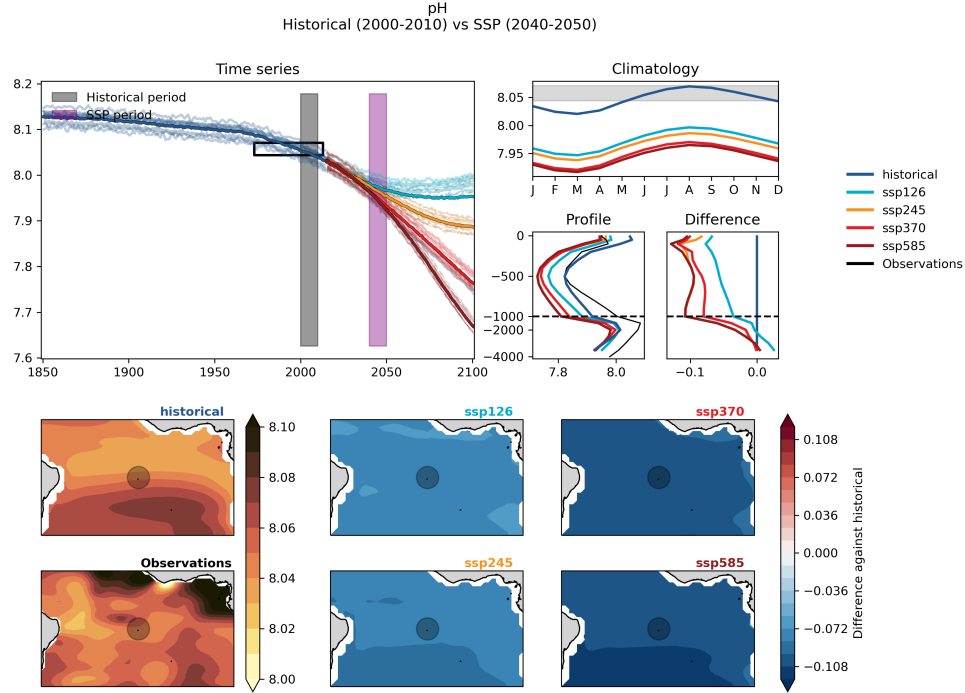 pH
Historical (2000-2010) vs SSP (2040-2050)
Time series
8.2
8.1
8.0
7.9
7.8
7.7
7.6
1850
1900
1950
2000
2050
2100
Historical period
SSP period
Climatology
8.05
8.00
7.95
J F M A M J J A S O N D
Profile
0
−500
−1000
−2000
−4000
7.8
8.0
Difference
−0.1
0.0
historical
ssp126
ssp245
ssp370
ssp585
Observations
historical
8.10
8.08
8.06
8.04
8.02
8.00
Observations
ssp126
ssp245
ssp370
ssp585
0.108
0.072
0.036
0.000
−0.036
−0.072
−0.108
Difference against historical